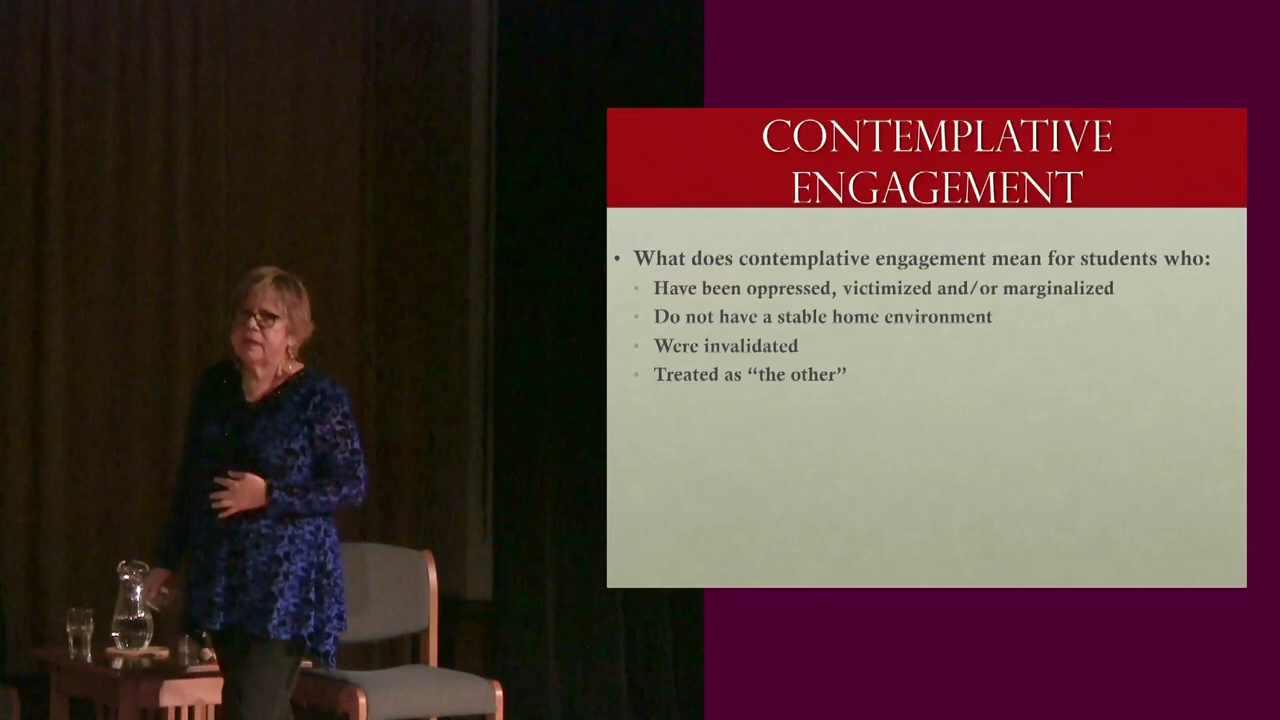 CONTEMPLATIVE
ENGAGEMENT
• What does contemplative engagement mean for students who:
▪ Have been oppressed, victimized and/or marginalized
▪ Do not have a stable home environment
▪ Were invalidated
▪ Treated as “the other”